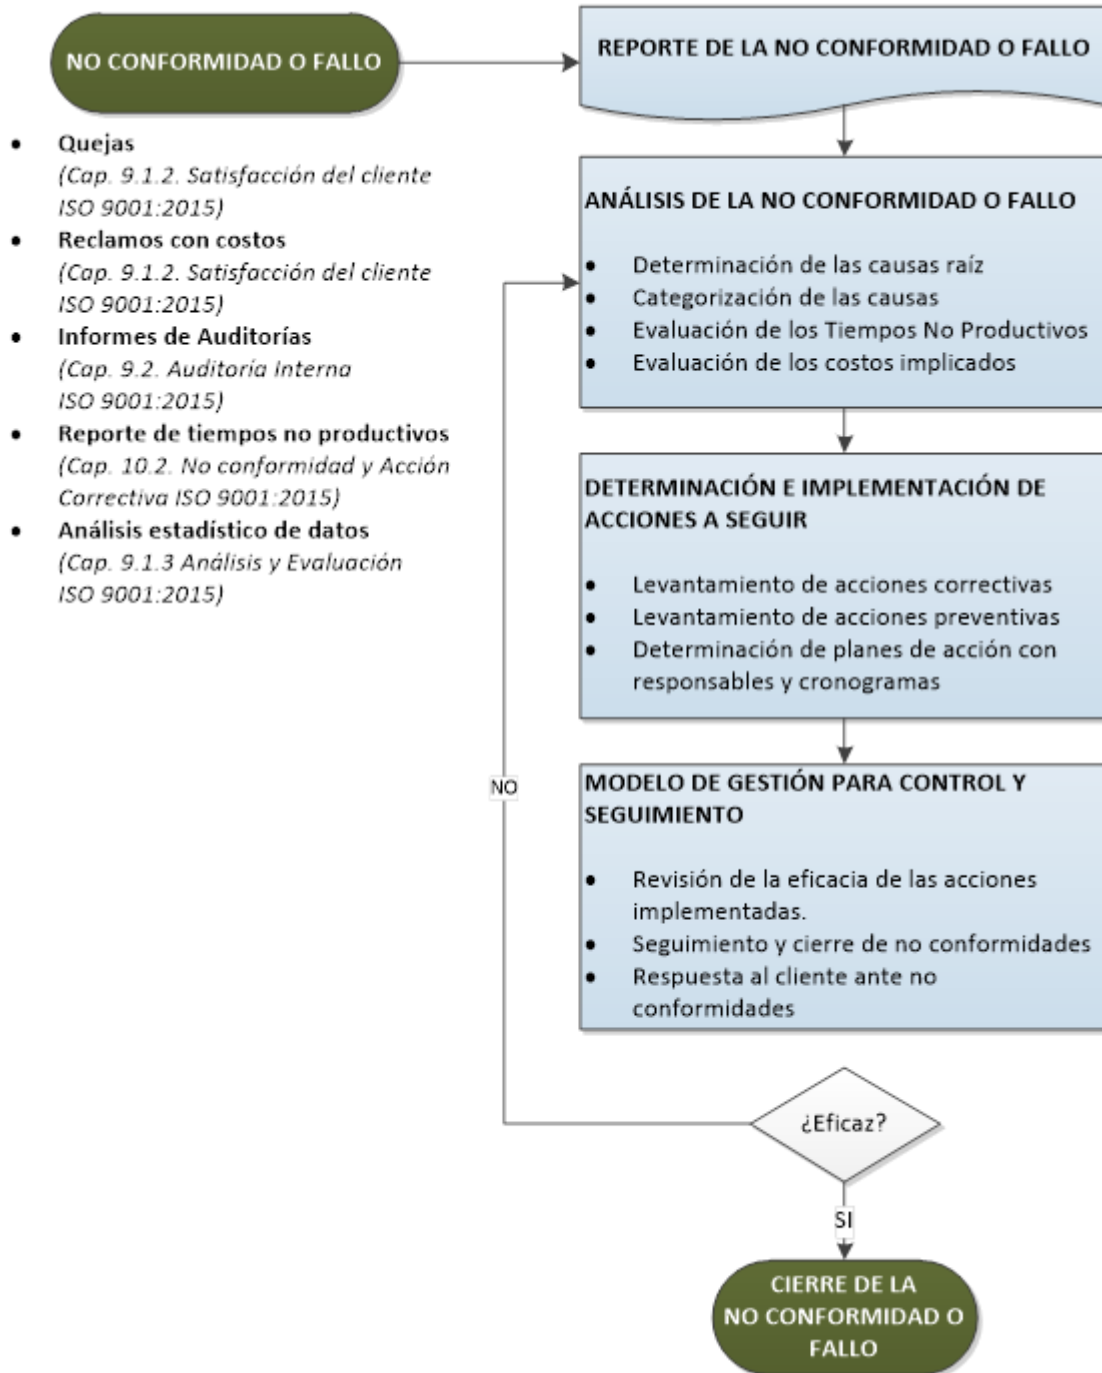 NO CONFORMIDAD O FALLO
REPORTE DE LA NO CONFORMIDAD O FALLO
• Quejas
(Cap. 9.1.2. Satisfacción del cliente
ISO 9001:2015)
• Reclamos con costos
(Cap. 9.1.2. Satisfacción del cliente
ISO 9001:2015)
• Informes de Auditorías
(Cap. 9.2. Auditoría Interna
ISO 9001:2015)
• Reporte de tiempos no productivos
(Cap. 10.2. No conformidad y Acción
Correctiva ISO 9001:2015)
• Análisis estadístico de datos
(Cap. 9.1.3 Análisis y Evaluación
ISO 9001:2015)
ANÁLISIS DE LA NO CONFORMIDAD O FALLO
• Determinación de las causas raíz
• Categorización de las causas
• Evaluación de los Tiempos No Productivos
• Evaluación de los costos implicados
DETERMINACIÓN E IMPLEMENTACIÓN DE
ACCIONES A SEGUIR
• Levantamiento de acciones correctivas
• Levantamiento de acciones preventivas
• Determinación de planes de acción con
responsables y cronogramas
MODELO DE GESTIÓN PARA CONTROL Y
SEGUIMIENTO
• Revisión de la eficacia de las acciones
implementadas.
• Seguimiento y cierre de no conformidades
• Respuesta al cliente ante no
conformidades
NO
¿Eficaz?
SI
CIERRE DE LA
NO CONFORMIDAD O
FALLO